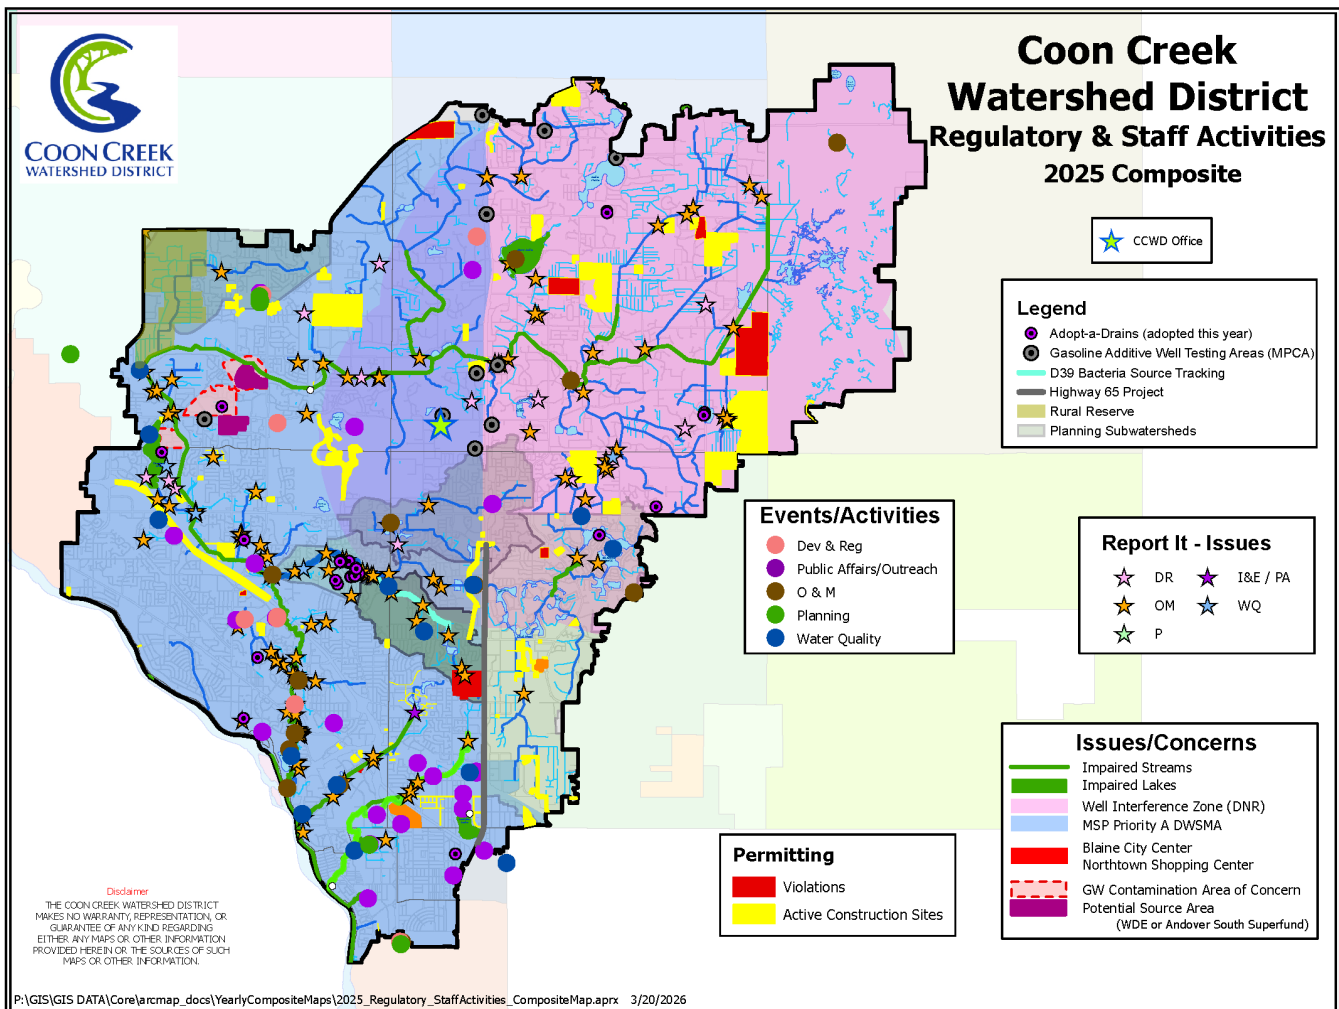 COON CREEK
WATERSHED DISTRICT
Coon Creek
Watershed District
Regulatory & Staff Activities
2025 Composite
CCWD Office
Legend
Adopt-a-Drains (adopted this year)
Gasoline Additive Well Testing Areas (MPCA)
D39 Bacteria Source Tracking
Highway 65 Project
Rural Reserve
Planning Subwatersheds
Events/Activities
Dev & Reg
Public Affairs/Outreach
O & M
Planning
Water Quality
Report It - Issues
DR
I&E / PA
OM
WQ
P
Issues/Concerns
Impaired Streams
Impaired Lakes
Well Interference Zone (DNR)
MSP Priority A DWSMA
Blaine City Center
Northtown Shopping Center
GW Contamination Area of Concern
Potential Source Area
(WDE or Andover South Superfund)
Permitting
Violations
Active Construction Sites
Disclaimer
THE COON CREEK WATERSHED DISTRICT
MAKES NO WARRANTY, REPRESENTATION, OR
GUARANTEE OF ANY KIND REGARDING
EITHER ANY MAPS OR OTHER INFORMATION
PROVIDED HEREIN OR THE SOURCES OF SUCH
MAPS OR OTHER INFORMATION.
P:\GIS\GIS DATA\Core\arcmap_docs\YearlyCompositeMaps\2025_Regulatory_StaffActivities_CompositeMap.aprx 3/20/2026